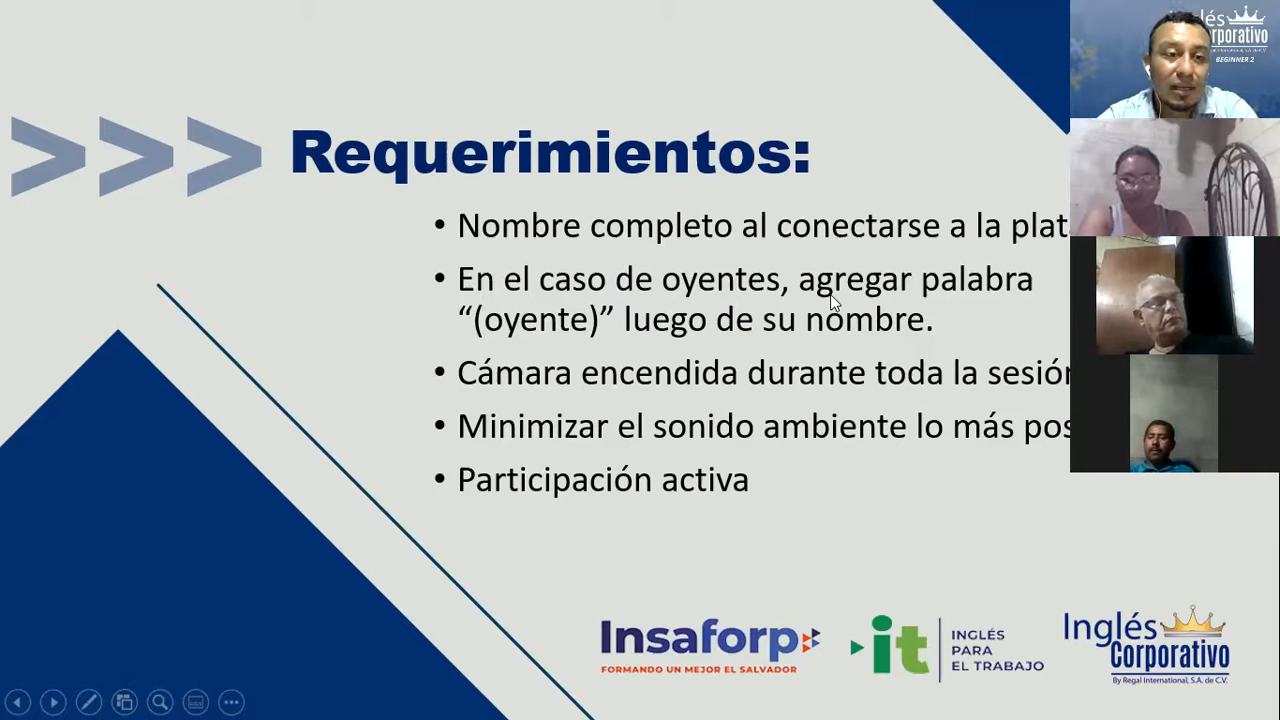 >>> Requerimientos:
• Nombre completo al conectarse a la plat
• En el caso de oyentes, agregar palabra
“(oyente)” luego de su nombre.
• Cámara encendida durante toda la sesión
• Minimizar el sonido ambiente lo más pos
• Participación activa
Insaforp
FORMANDO UN MEJOR EL SALVADOR
it
INGLÉS
PARA
EL TRABAJO
Inglés
Corporativo
By Regal International, S.A. de C.V.
BEGINNER 2